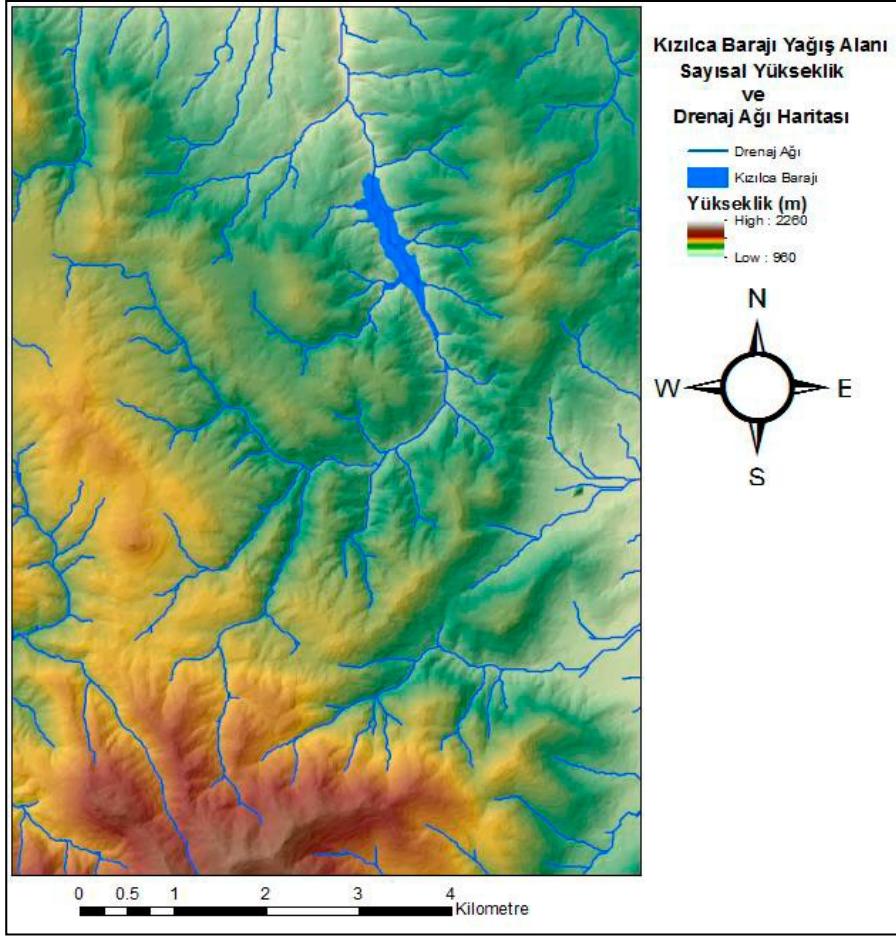 Kızılca Barajı Yağış Alanı
Sayısal Yükseklik
ve
Drenaj Ağı Haritası
Drenaj Ağı
Kızılca Barajı
Yükseklik (m)
High : 2260
Low : 960
N
W E
S
0 0.5 1 2 3 4
Kilometre